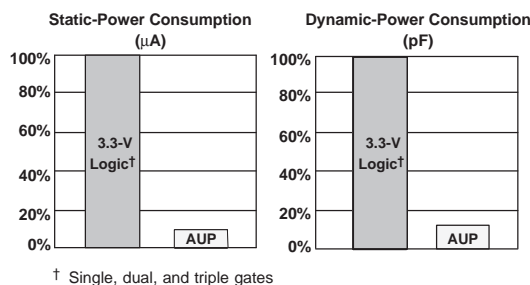 Static-Power Consumption
(µA)
100%
80%
60%
40%
20%
0%
3.3-V
Logic†
AUP
Dynamic-Power Consumption
(pF)
100%
80%
60%
40%
20%
0%
3.3-V
Logic†
AUP
† Single, dual, and triple gates